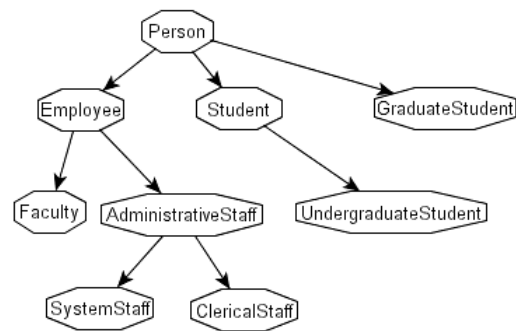 Person
Employee
Student
GraduateStudent
Faculty
AdministrativeStaff
UndergraduateStudent
SystemStaff
ClericalStaff